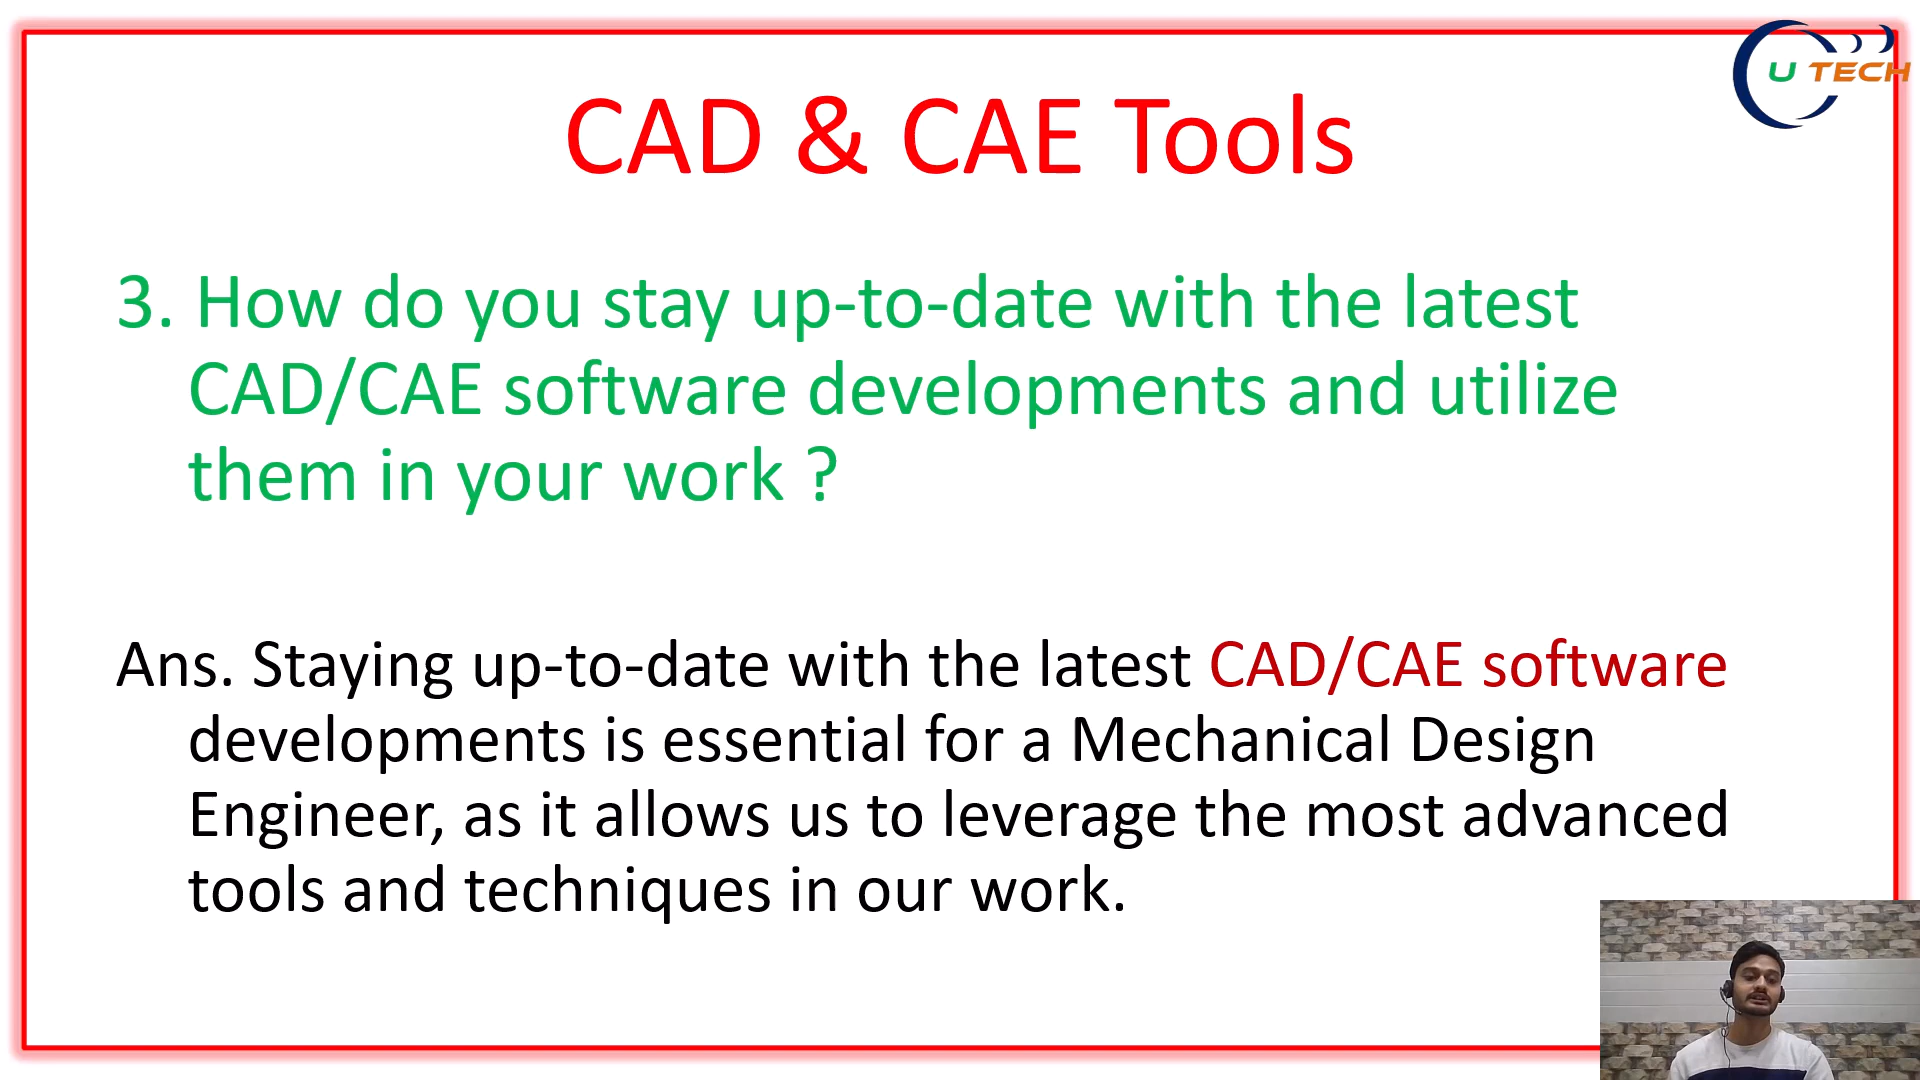 U TECH
CAD & CAE Tools
3. How do you stay up-to-date with the latest
CAD/CAE software developments and utilize
them in your work ?
Ans. Staying up-to-date with the latest CAD/CAE software
developments is essential for a Mechanical Design
Engineer, as it allows us to leverage the most advanced
tools and techniques in our work.